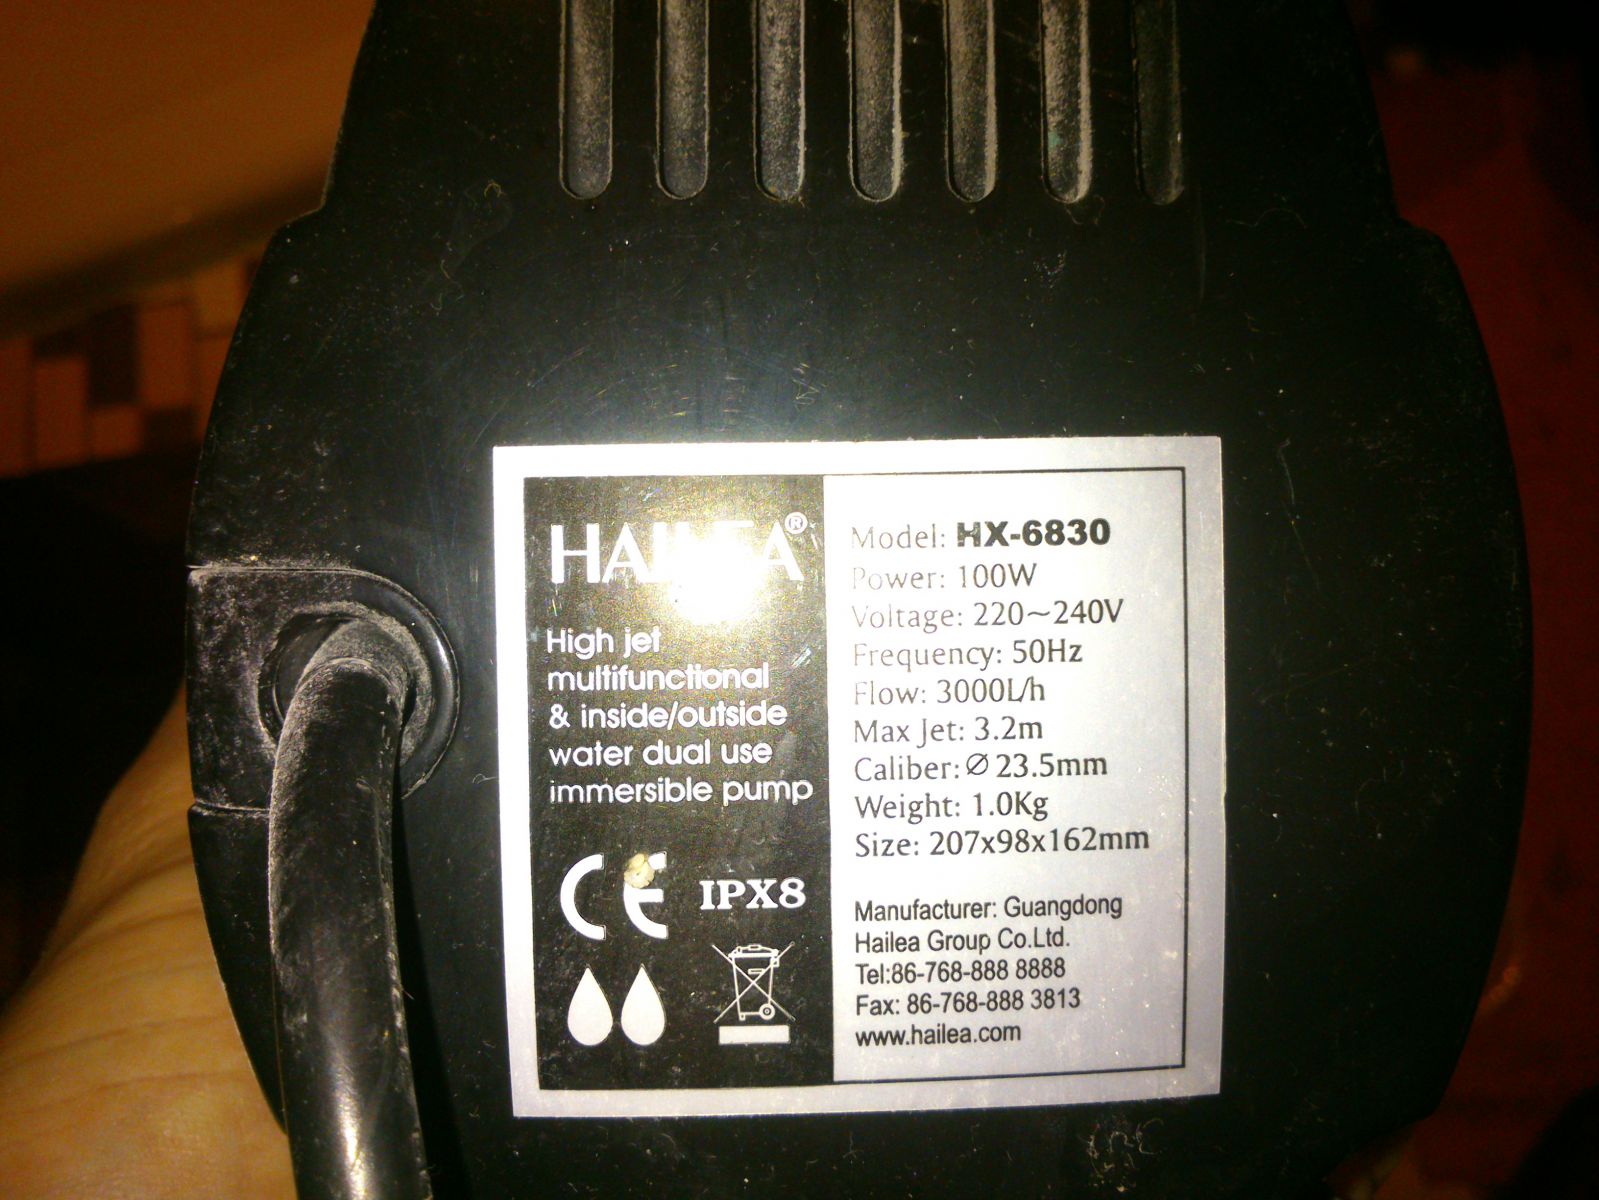 HAILEA®
High jet
multifunctional
& inside/outside
water dual use
immersible pump
CE IPX8
Model: HX-6830
Power: 100W
Voltage: 220~240V
Frequency: 50Hz
Flow: 3000L/h
Max Jet: 3.2m
Caliber: Ø 23.5mm
Weight: 1.0Kg
Size: 207x98x162mm
Manufacturer: Guangdong
Hailea Group Co.Ltd.
Tel:86-768-888 8888
Fax: 86-768-888 3813
www.hailea.com